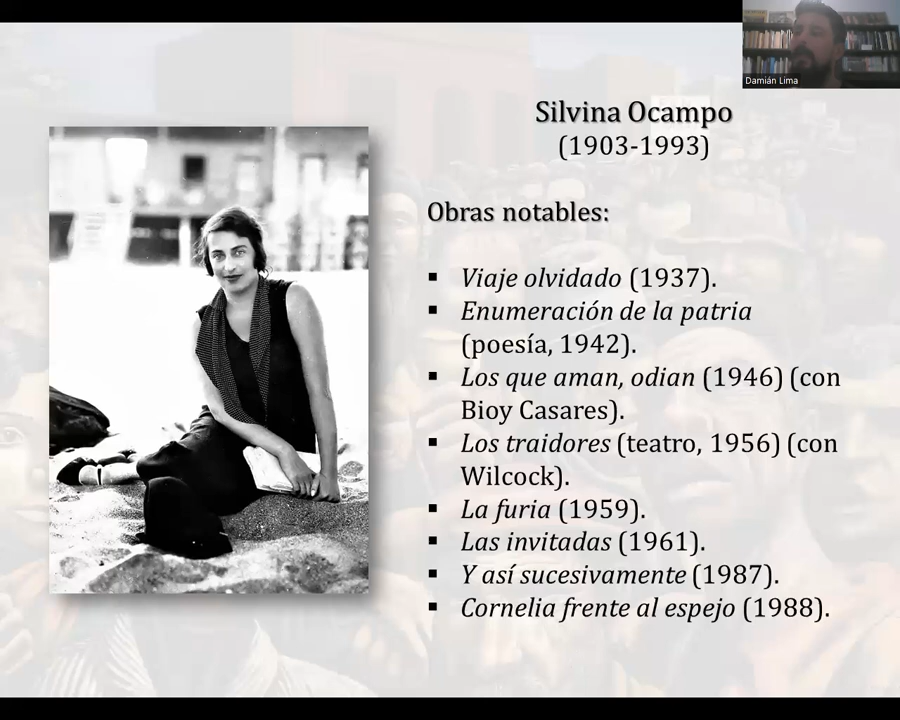 Damián Lima
Silvina Ocampo
(1903-1993)
Obras notables:
▪ Viaje olvidado (1937).
▪ Enumeración de la patria
(poesía, 1942).
▪ Los que aman, odian (1946) (con
Bioy Casares).
▪ Los traidores (teatro, 1956) (con
Wilcock).
▪ La furia (1959).
▪ Las invitadas (1961).
▪ Y así sucesivamente (1987).
▪ Cornelia frente al espejo (1988).